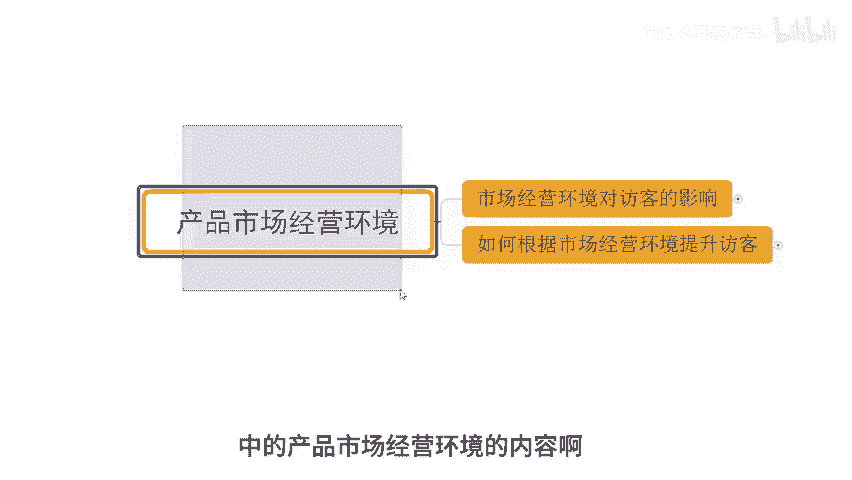 bilibili
产品市场经营环境
市场经营环境对访客的影响
如何根据市场经营环境提升访客
中的产品市场经营环境的内容啊